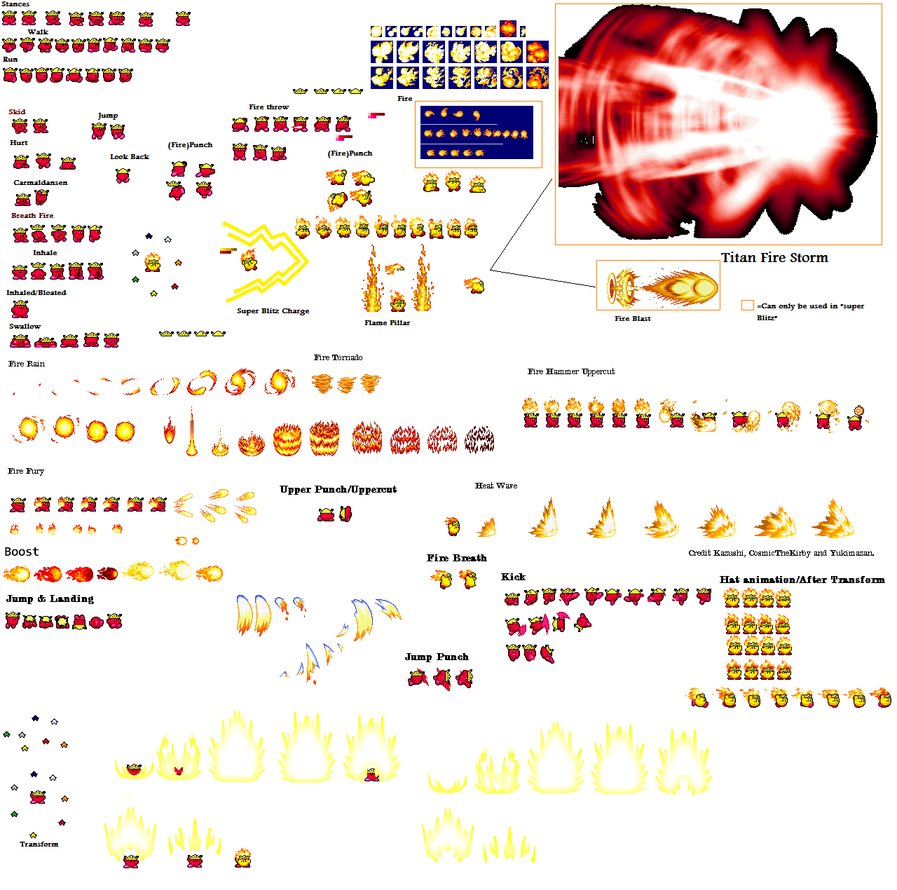 Stances
Walk
Run
Skid
Jump
Hurt
Look Back
(Fire)Punch
Carmaldansen
Breath Fire
Inhale
Inhaled/Bloated
Swallow
Fire throw
Fire
(Fire)Punch
Super Blitz Charge
Flame Pillar
Titan Fire Storm
Fire Blast
=Can only be used in "super
Blitz"
Fire Rain
Fire Tornado
Fire Hammer Uppercut
Fire Fury
Upper Punch/Uppercut
Heat Wave
Credit Kazushi, CosmicTheKirby and Yukimazan.
Boost
Fire Breath
Kick
Hat animation/After Transform
Jump & Landing
Jump Punch
Transform